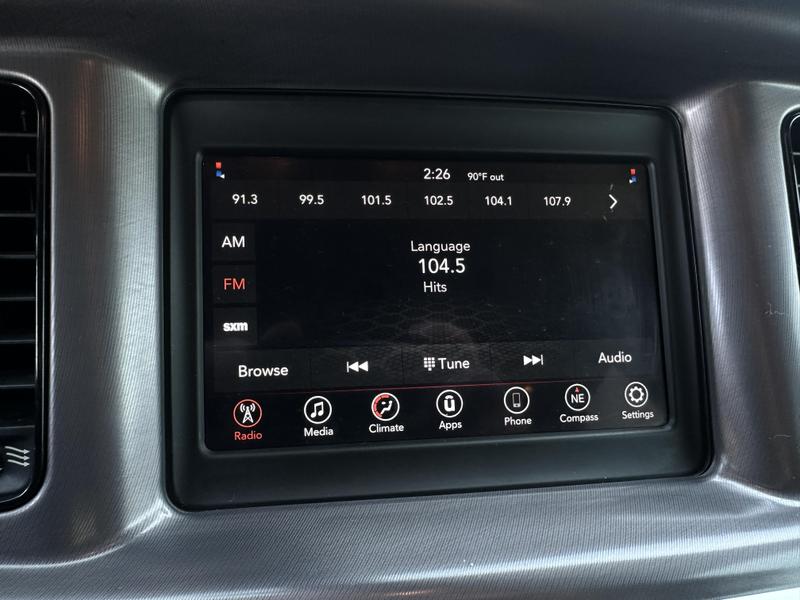 2:26 90°F out
91.3 99.5 101.5 102.5 104.1 107.9
AM
FM
sxm
Language
104.5
Hits
Browse Tune Audio
Radio Media Climate Apps Phone NE Compass Settings